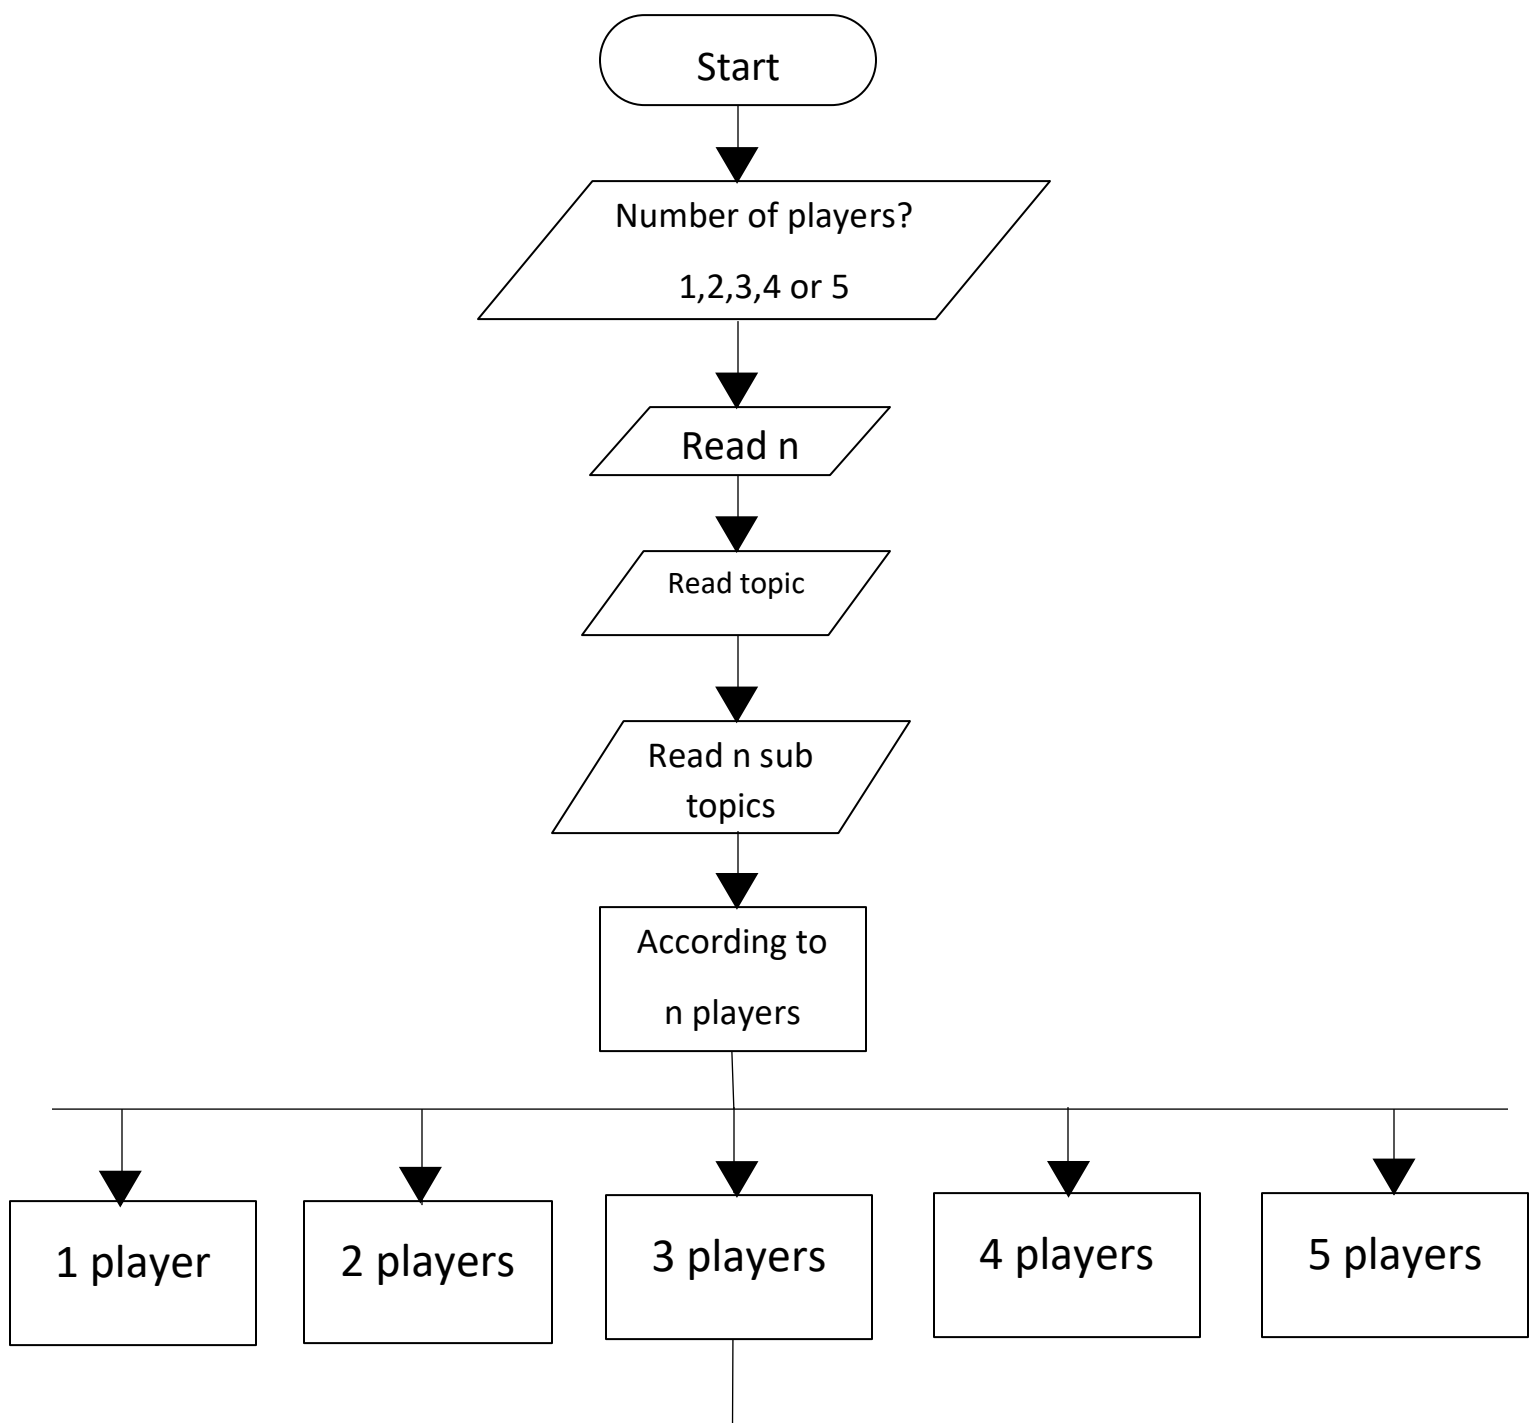 Start
Number of players?
1,2,3,4 or 5
Read n
Read topic
Read n sub
topics
According to
n players
1 player
2 players
3 players
4 players
5 players